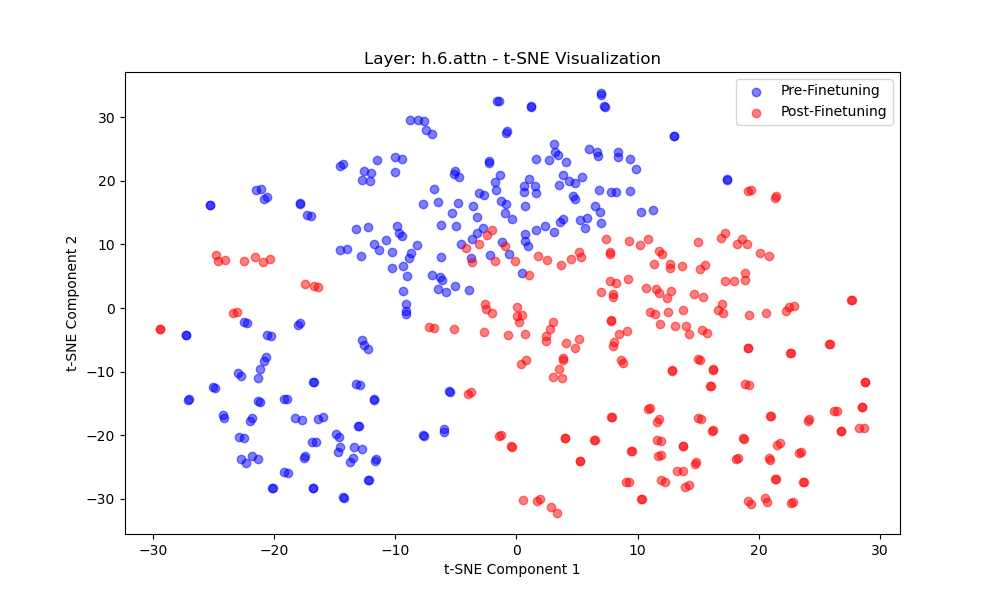 Layer: h.6.attn - t-SNE Visualization
Pre-Finetuning
Post-Finetuning
30
20
10
0
−10
−20
−30
t-SNE Component 2
−30
−20
−10
0
10
20
30
t-SNE Component 1